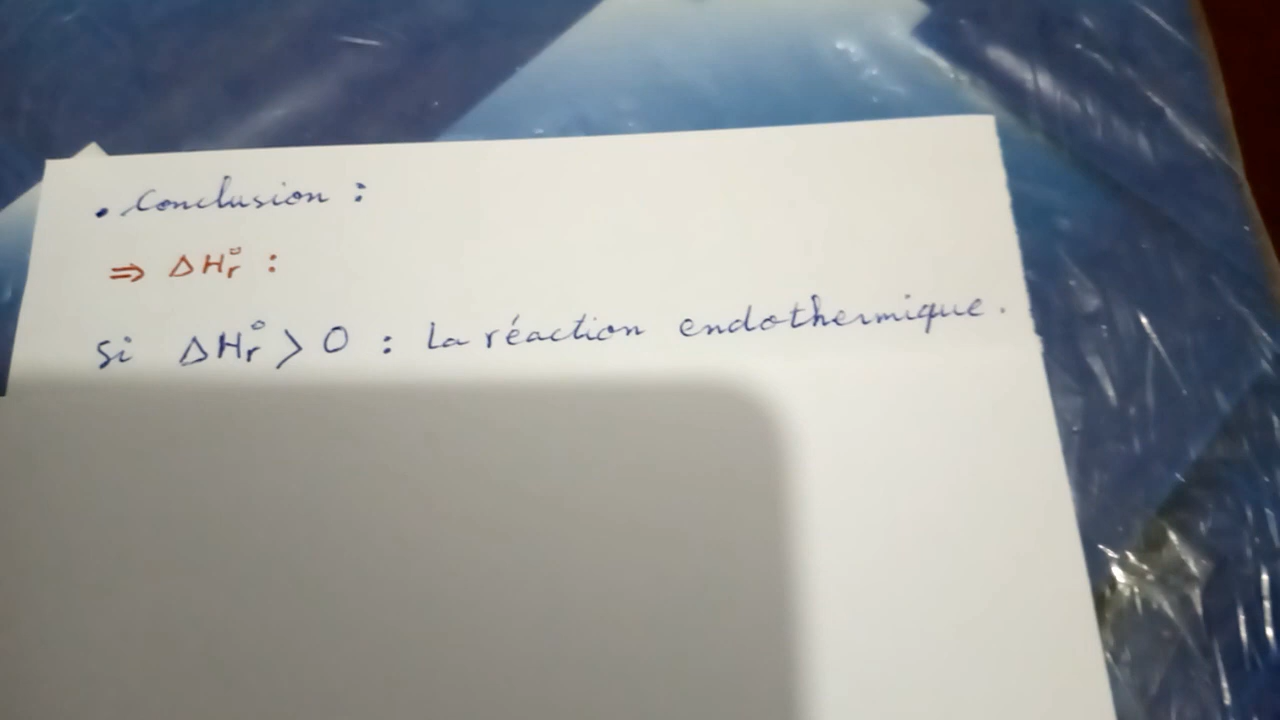 • Conclusion :
⇒ ΔH°r :
Si ΔH°r > 0 : La réaction endothermique.